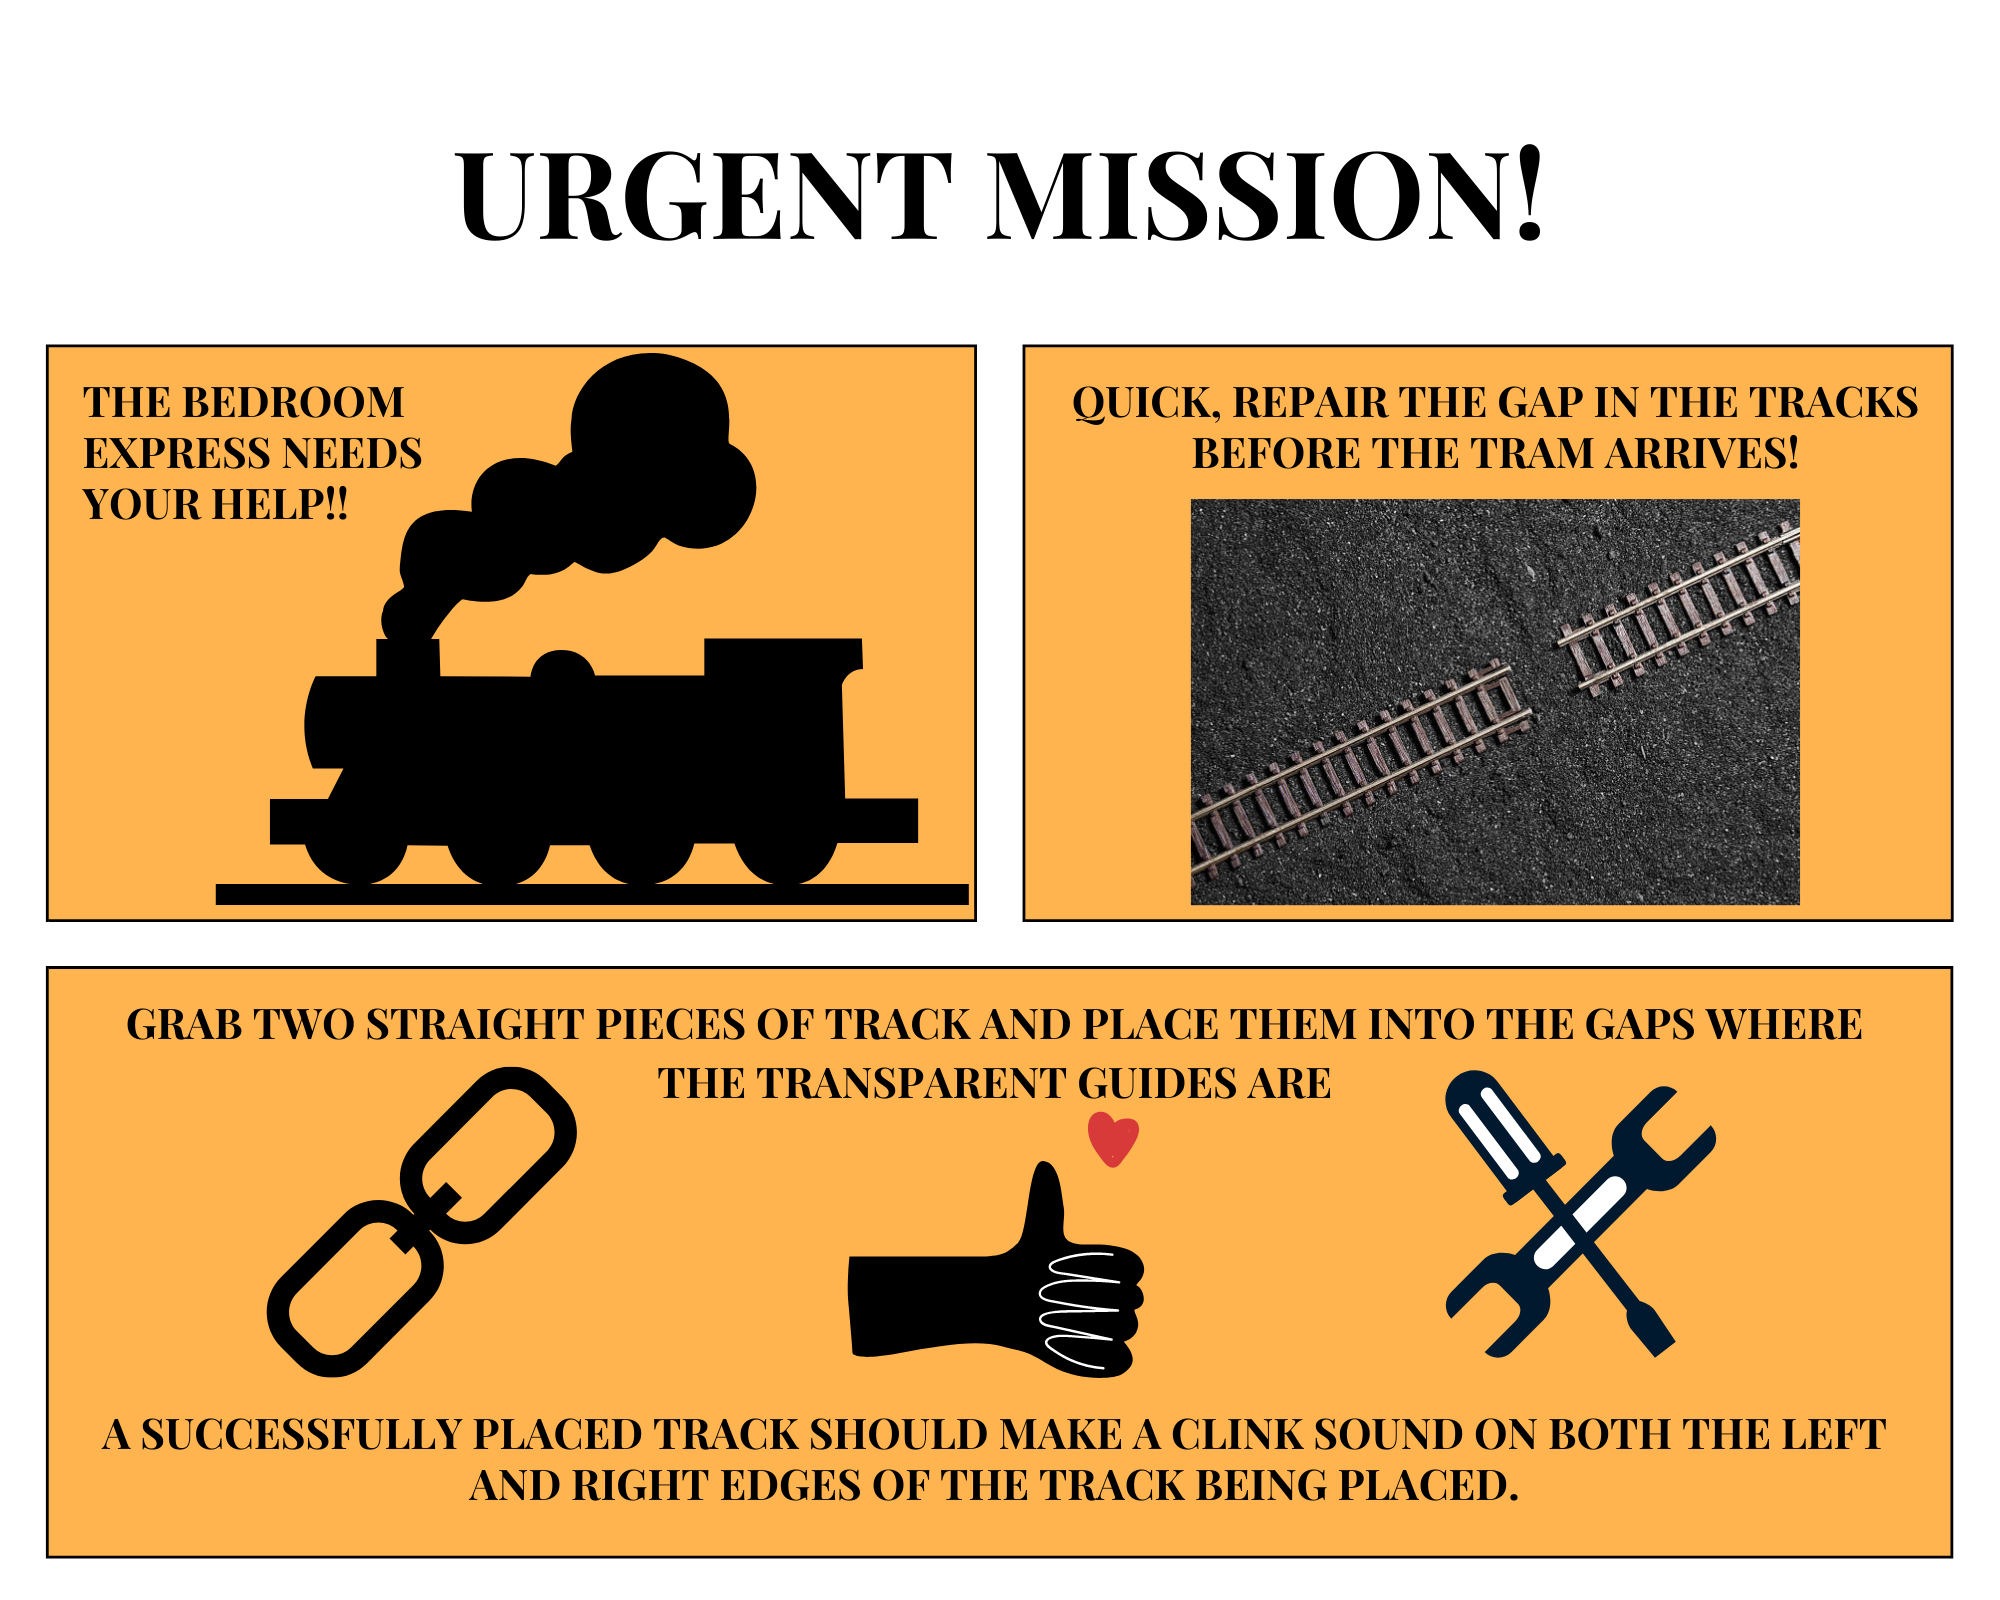 URGENT MISSION!
THE BEDROOM
EXPRESS NEEDS
YOUR HELP!!
QUICK, REPAIR THE GAP IN THE TRACKS
BEFORE THE TRAM ARRIVES!
GRAB TWO STRAIGHT PIECES OF TRACK AND PLACE THEM INTO THE GAPS WHERE
THE TRANSPARENT GUIDES ARE
A SUCCESSFULLY PLACED TRACK SHOULD MAKE A CLINK SOUND ON BOTH THE LEFT
AND RIGHT EDGES OF THE TRACK BEING PLACED.